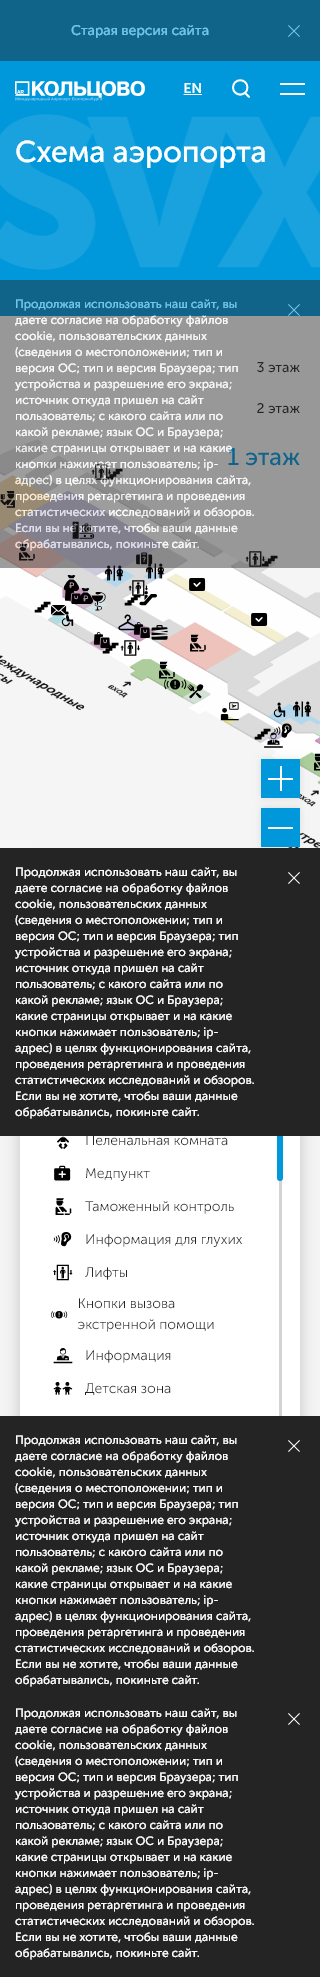 Старая версия сайта
КОЛЬЦОВО
EN
Схема аэропорта
SVX
Продолжая использовать наш сайт, вы
даете согласие на обработку файлов
cookie, пользовательских данных
(сведения о местоположении; тип и
версия ОС; тип и версия Браузера; тип
устройства и разрешение его экрана;
источник откуда пришел на сайт
пользователь; с какого сайта или по
какой рекламе; язык ОС и Браузера;
какие страницы открывает и на какие
кнопки нажимает пользователь; ip-
адрес) в целях функционирования сайта,
проведения ретаргетинга и проведения
статистических исследований и обзоров.
Если вы не хотите, чтобы ваши данные
обрабатывались, покиньте сайт.
3 этаж
2 этаж
1 этаж
вход
Продолжая использовать наш сайт, вы
даете согласие на обработку файлов
cookie, пользовательских данных
(сведения о местоположении; тип и
версия ОС; тип и версия Браузера; тип
устройства и разрешение его экрана;
источник откуда пришел на сайт
пользователь; с какого сайта или по
какой рекламе; язык ОС и Браузера;
какие страницы открывает и на какие
кнопки нажимает пользователь; ip-
адрес) в целях функционирования сайта,
проведения ретаргетинга и проведения
статистических исследований и обзоров.
Если вы не хотите, чтобы ваши данные
обрабатывались, покиньте сайт.
Пеленальная комната
Медпункт
Таможенный контроль
Информация для глухих
Лифты
Кнопки вызова
экстренной помощи
Информация
Детская зона
Продолжая использовать наш сайт, вы
даете согласие на обработку файлов
cookie, пользовательских данных
(сведения о местоположении; тип и
версия ОС; тип и версия Браузера; тип
устройства и разрешение его экрана;
источник откуда пришел на сайт
пользователь; с какого сайта или по
какой рекламе; язык ОС и Браузера;
какие страницы открывает и на какие
кнопки нажимает пользователь; ip-
адрес) в целях функционирования сайта,
проведения ретаргетинга и проведения
статистических исследований и обзоров.
Если вы не хотите, чтобы ваши данные
обрабатывались, покиньте сайт.
Продолжая использовать наш сайт, вы
даете согласие на обработку файлов
cookie, пользовательских данных
(сведения о местоположении; тип и
версия ОС; тип и версия Браузера; тип
устройства и разрешение его экрана;
источник откуда пришел на сайт
пользователь; с какого сайта или по
какой рекламе; язык ОС и Браузера;
какие страницы открывает и на какие
кнопки нажимает пользователь; ip-
адрес) в целях функционирования сайта,
проведения ретаргетинга и проведения
статистических исследований и обзоров.
Если вы не хотите, чтобы ваши данные
обрабатывались, покиньте сайт.